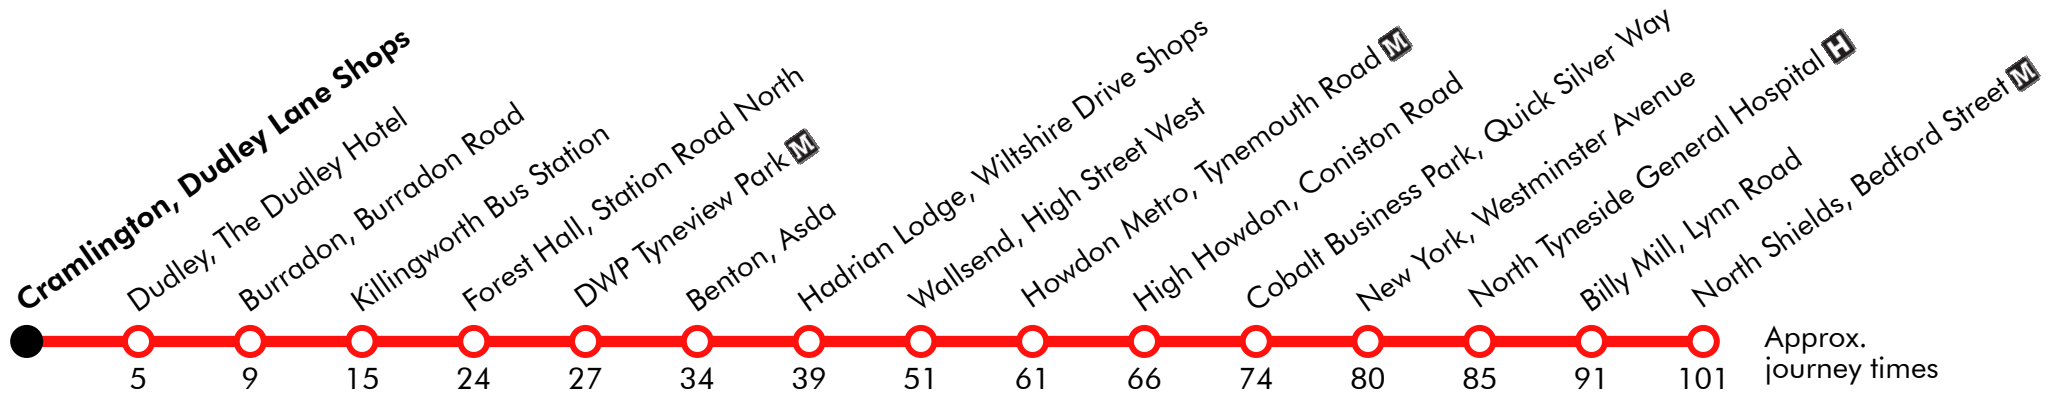 Cramlington, Dudley Lane Shops
Dudley, The Dudley Hotel
Burradon, Burradon Road
Killingworth Bus Station
Forest Hall, Station Road North
DWP Tyneview Park M
Benton, Asda
Hadrian Lodge, Wiltshire Drive Shops
Wallsend, High Street West
Howdon Metro, Tynemouth Road M
High Howdon, Coniston Road
Cobalt Business Park, Quick Silver Way
New York, Westminster Avenue
North Tyneside General Hospital H
Billy Mill, Lynn Road
North Shields, Bedford Street M
5 9 15 24 27 34 39 51 61 66 74 80 85 91 101
Approx.
journey times